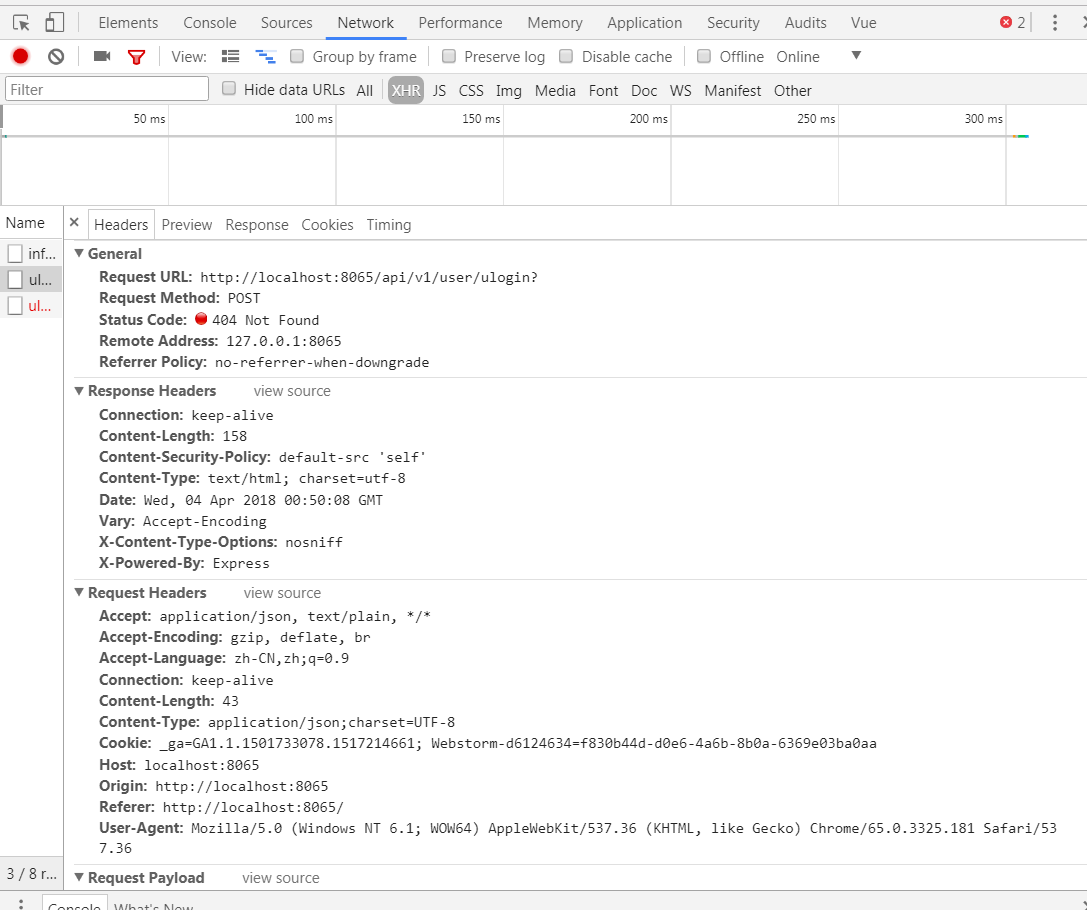 Elements Console Sources Network Performance Memory Application Security Audits Vue 2
View: Group by frame Preserve log Disable cache Offline Online
Filter Hide data URLs All XHR JS CSS Img Media Font Doc WS Manifest Other
50 ms 100 ms 150 ms 200 ms 250 ms 300 ms
Name × Headers Preview Response Cookies Timing
inf...
ul...
ul...
General
Request URL: http://localhost:8065/api/v1/user/ulogin?
Request Method: POST
Status Code: 404 Not Found
Remote Address: 127.0.0.1:8065
Referrer Policy: no-referrer-when-downgrade
Response Headers view source
Connection: keep-alive
Content-Length: 158
Content-Security-Policy: default-src 'self'
Content-Type: text/html; charset=utf-8
Date: Wed, 04 Apr 2018 00:50:08 GMT
Vary: Accept-Encoding
X-Content-Type-Options: nosniff
X-Powered-By: Express
Request Headers view source
Accept: application/json, text/plain, */*
Accept-Encoding: gzip, deflate, br
Accept-Language: zh-CN,zh;q=0.9
Connection: keep-alive
Content-Length: 43
Content-Type: application/json;charset=UTF-8
Cookie: _ga=GA1.1.1501733078.1517214661; Webstorm-d6124634=f830b44d-d0e6-4a6b-8b0a-6369e03ba0aa
Host: localhost:8065
Origin: http://localhost:8065
Referer: http://localhost:8065/
User-Agent: Mozilla/5.0 (Windows NT 6.1; WOW64) AppleWebKit/537.36 (KHTML, like Gecko) Chrome/65.0.3325.181 Safari/53
7.36
3 / 8 r...
Request Payload view source
Console What's New